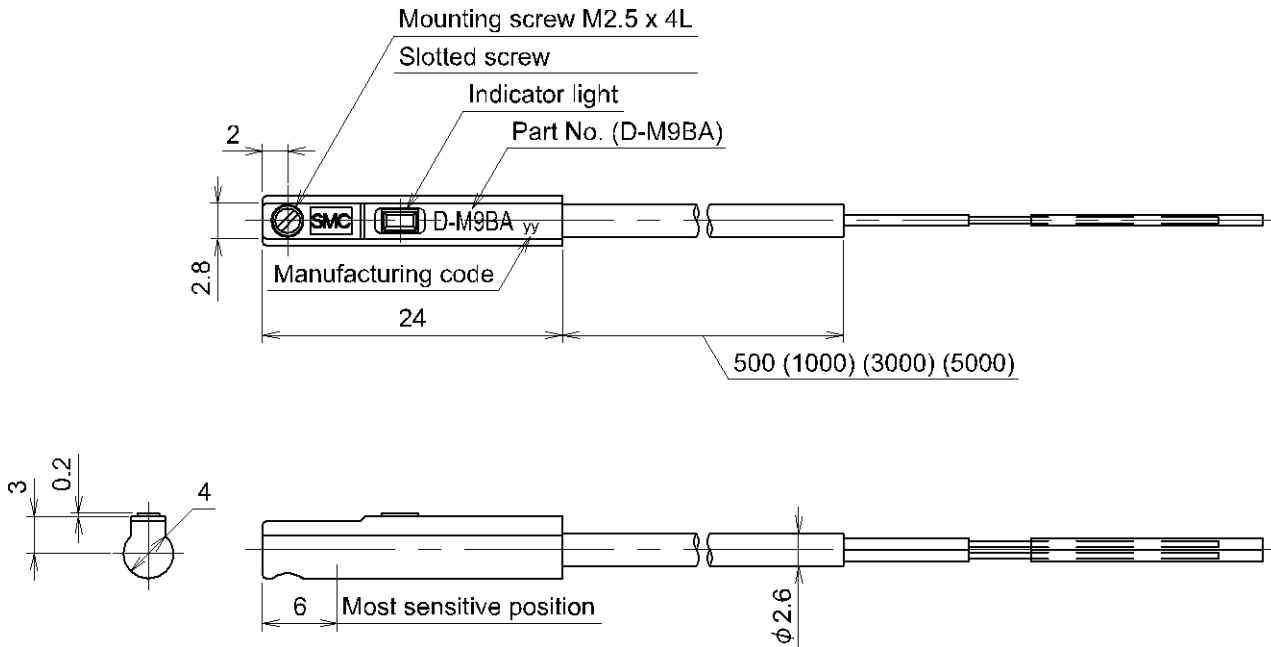 Mounting screw M2.5 x 4L
Slotted screw
Indicator light
Part No. (D-M9BA)
2
SMC
D-M9BA yy
2.8
Manufacturing code
24
500 (1000) (3000) (5000)
3
0.2
4
6
Most sensitive position
ϕ2.6